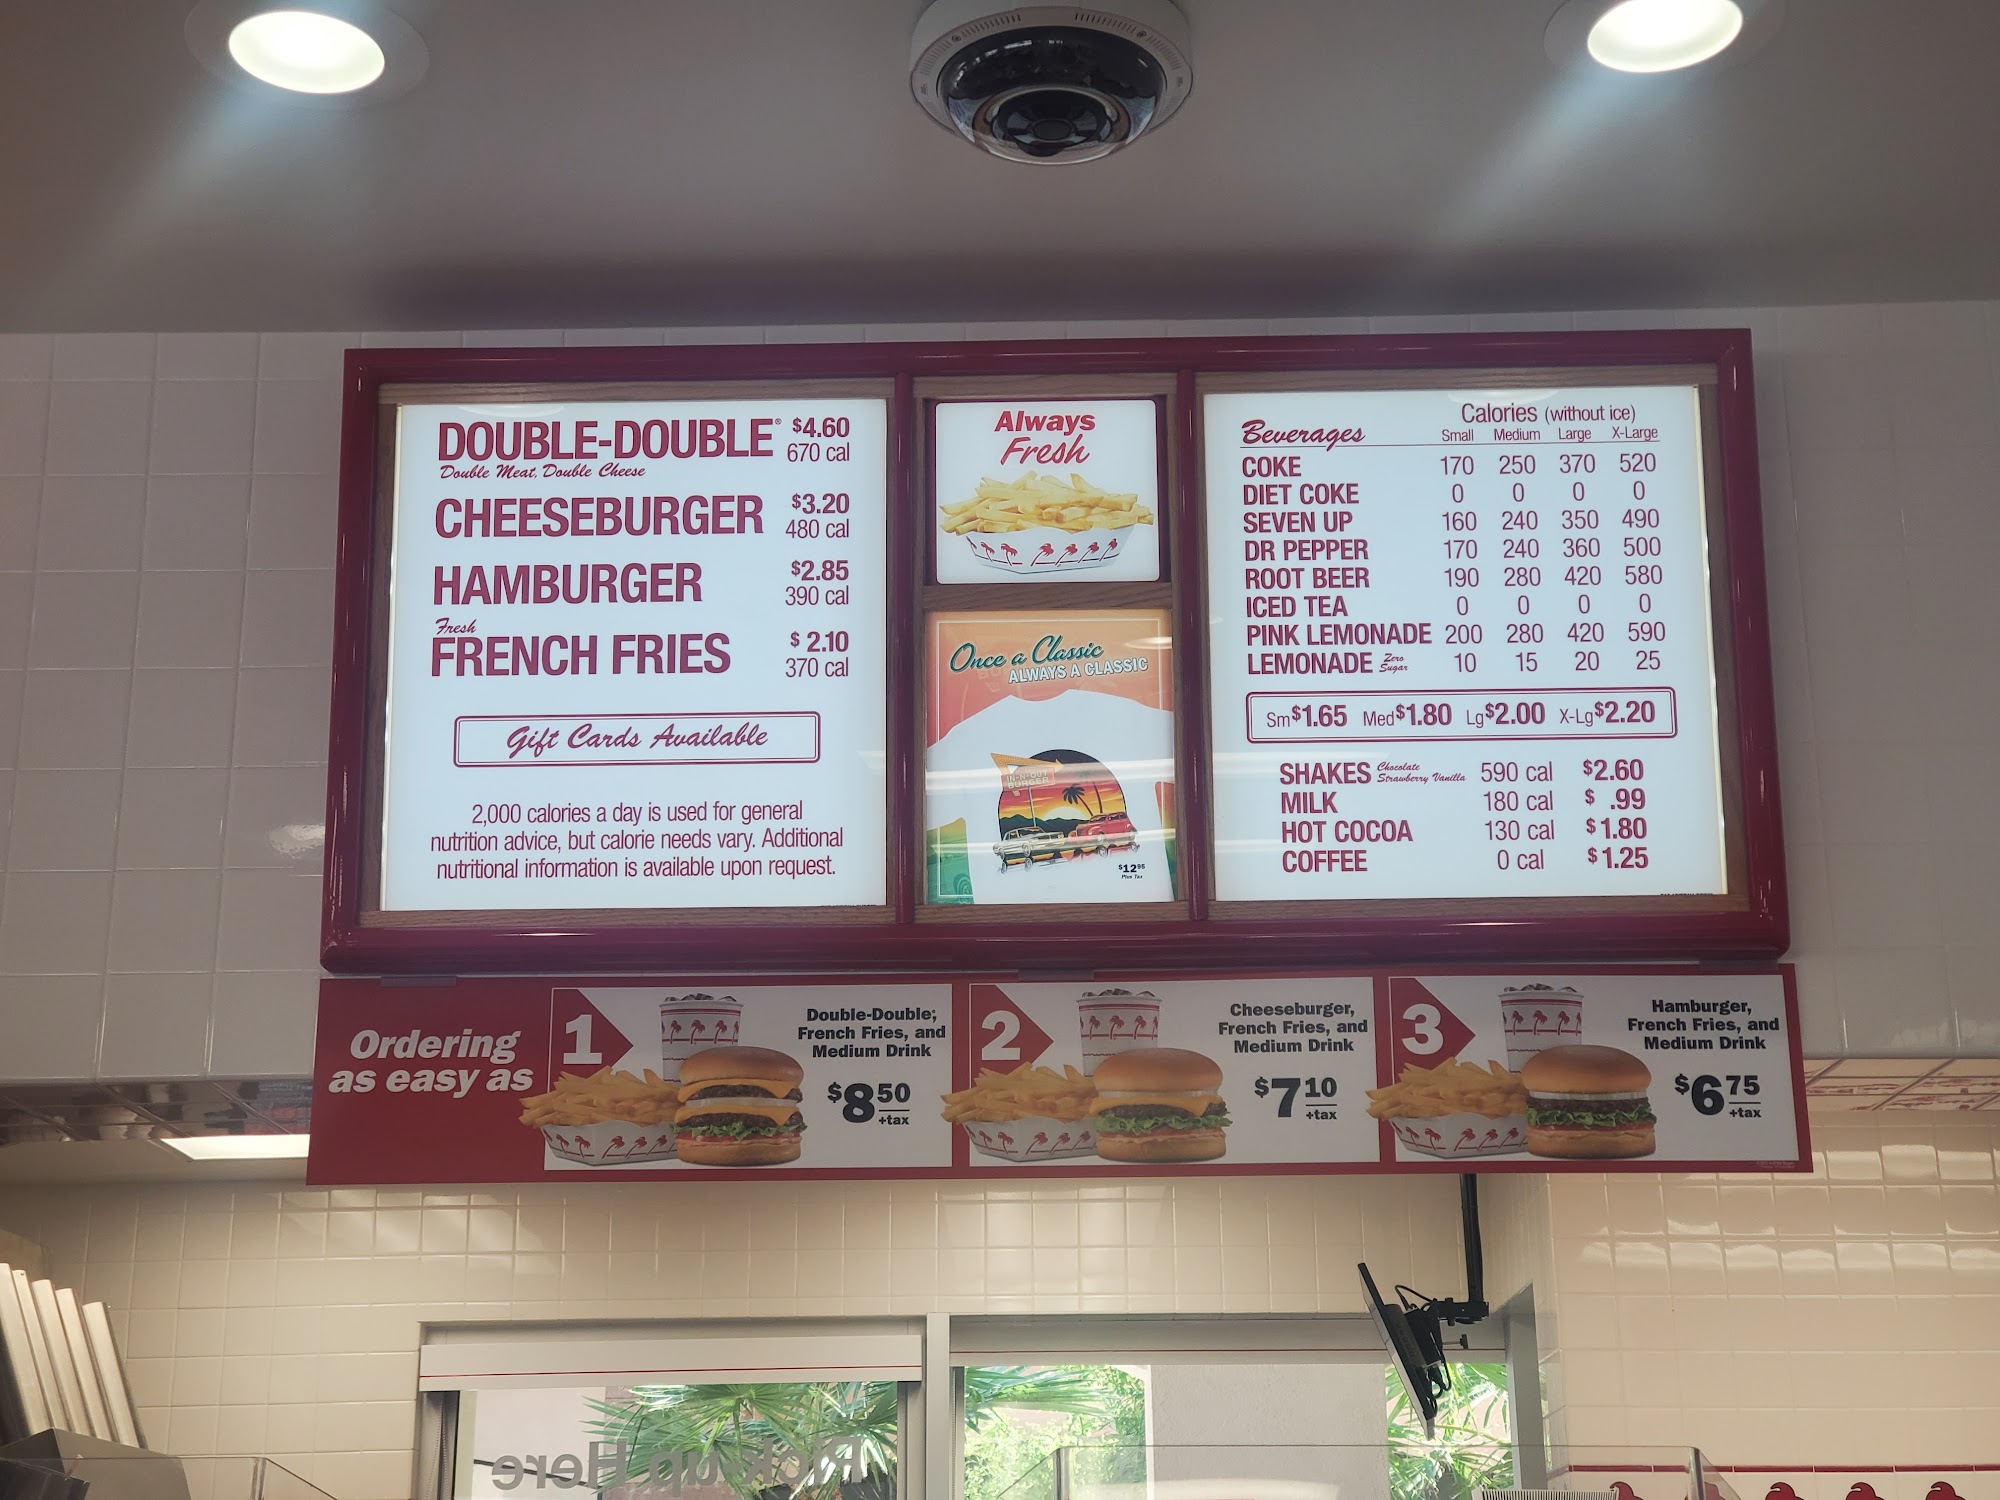 DOUBLE-DOUBLE® $4.60
Double Meat, Double Cheese 670 cal
CHEESEBURGER $3.20
480 cal
HAMBURGER $2.85
390 cal
Fresh
FRENCH FRIES $2.10
370 cal
Gift Cards Available
2,000 calories a day is used for general
nutrition advice, but calorie needs vary. Additional
nutritional information is available upon request.
Always
Fresh
Once a Classic
ALWAYS A CLASSIC
IN-N-OUT
BURGER
$12.95
Plus Tax
Calories (without ice)
Beverages Small Medium Large X-Large
COKE 170 250 370 520
DIET COKE 0 0 0 0
SEVEN UP 160 240 350 490
DR PEPPER 170 240 360 500
ROOT BEER 190 280 420 580
ICED TEA 0 0 0 0
PINK LEMONADE 200 280 420 590
LEMONADE Zero Sugar 10 15 20 25
Sm $1.65 Med $1.80 Lg $2.00 X-Lg $2.20
SHAKES Chocolate Strawberry Vanilla 590 cal $2.60
MILK 180 cal $ .99
HOT COCOA 130 cal $1.80
COFFEE 0 cal $1.25
Ordering
as easy as
1
Double-Double,
French Fries, and
Medium Drink
$8.50
+tax
2
Cheeseburger,
French Fries, and
Medium Drink
$7.10
+tax
3
Hamburger,
French Fries, and
Medium Drink
$6.75
+tax
Pick up Here